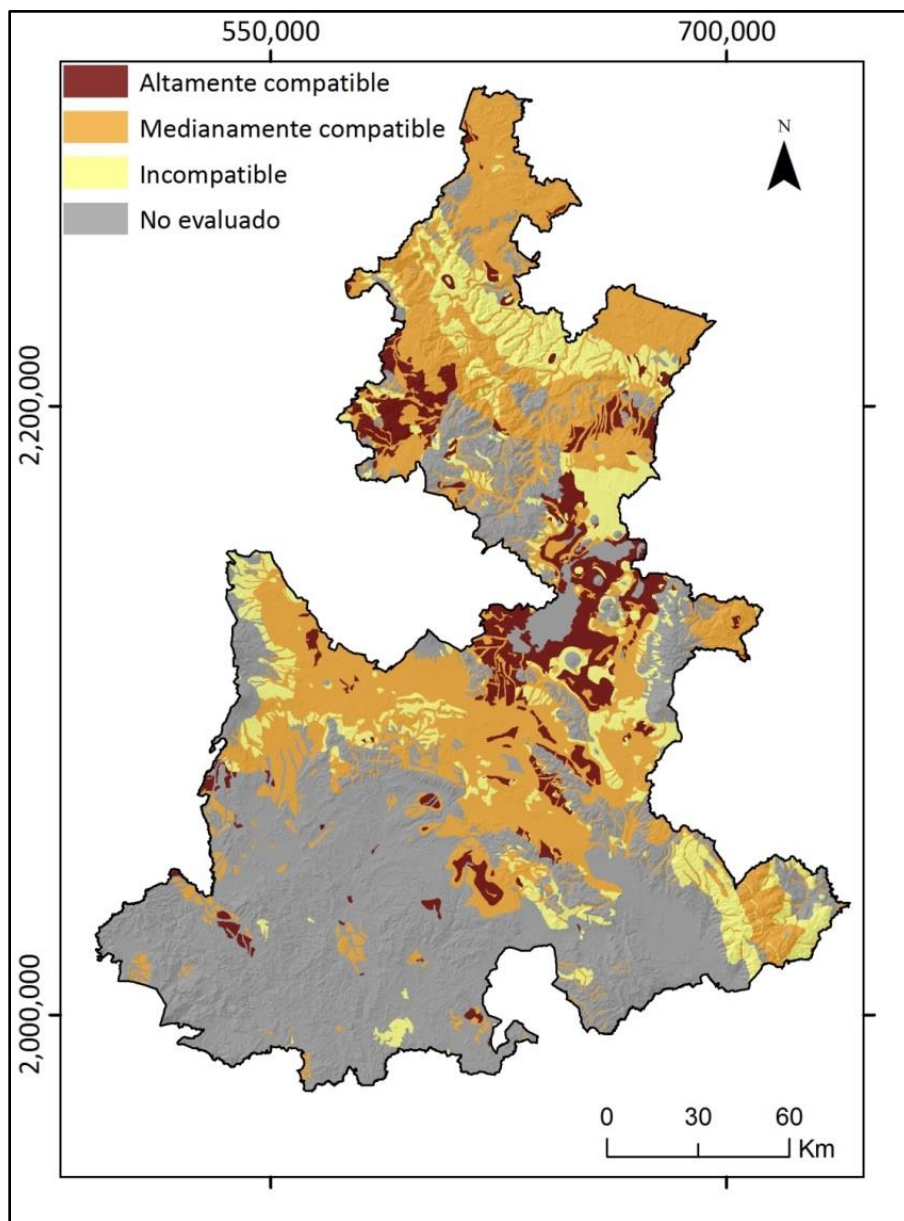 550,000 700,000
Altamente compatible
Medianamente compatible
Incompatible
No evaluado
N
2,200,000
2,000,000
0 30 60
Km